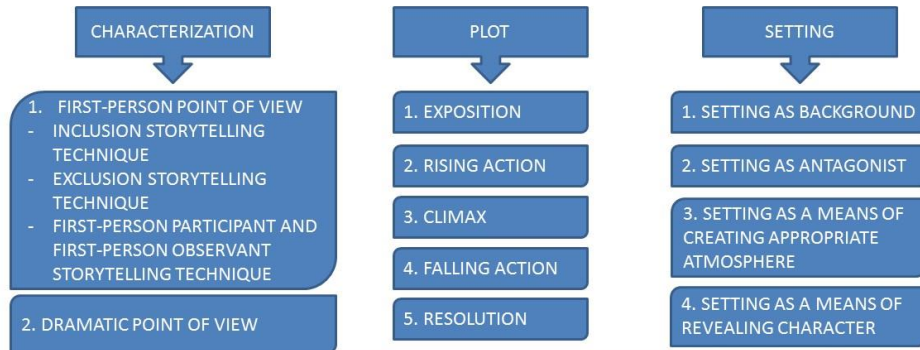 CHARACTERIZATION
1. FIRST-PERSON POINT OF VIEW
- INCLUSION STORYTELLING
TECHNIQUE
- EXCLUSION STORYTELLING
TECHNIQUE
- FIRST-PERSON PARTICIPANT AND
FIRST-PERSON OBSERVANT
STORYTELLING TECHNIQUE
2. DRAMATIC POINT OF VIEW
PLOT
1. EXPOSITION
2. RISING ACTION
3. CLIMAX
4. FALLING ACTION
5. RESOLUTION
SETTING
1. SETTING AS BACKGROUND
2. SETTING AS ANTAGONIST
3. SETTING AS A MEANS OF
CREATING APPROPRIATE
ATMOSPHERE
4. SETTING AS A MEANS OF
REVEALING CHARACTER